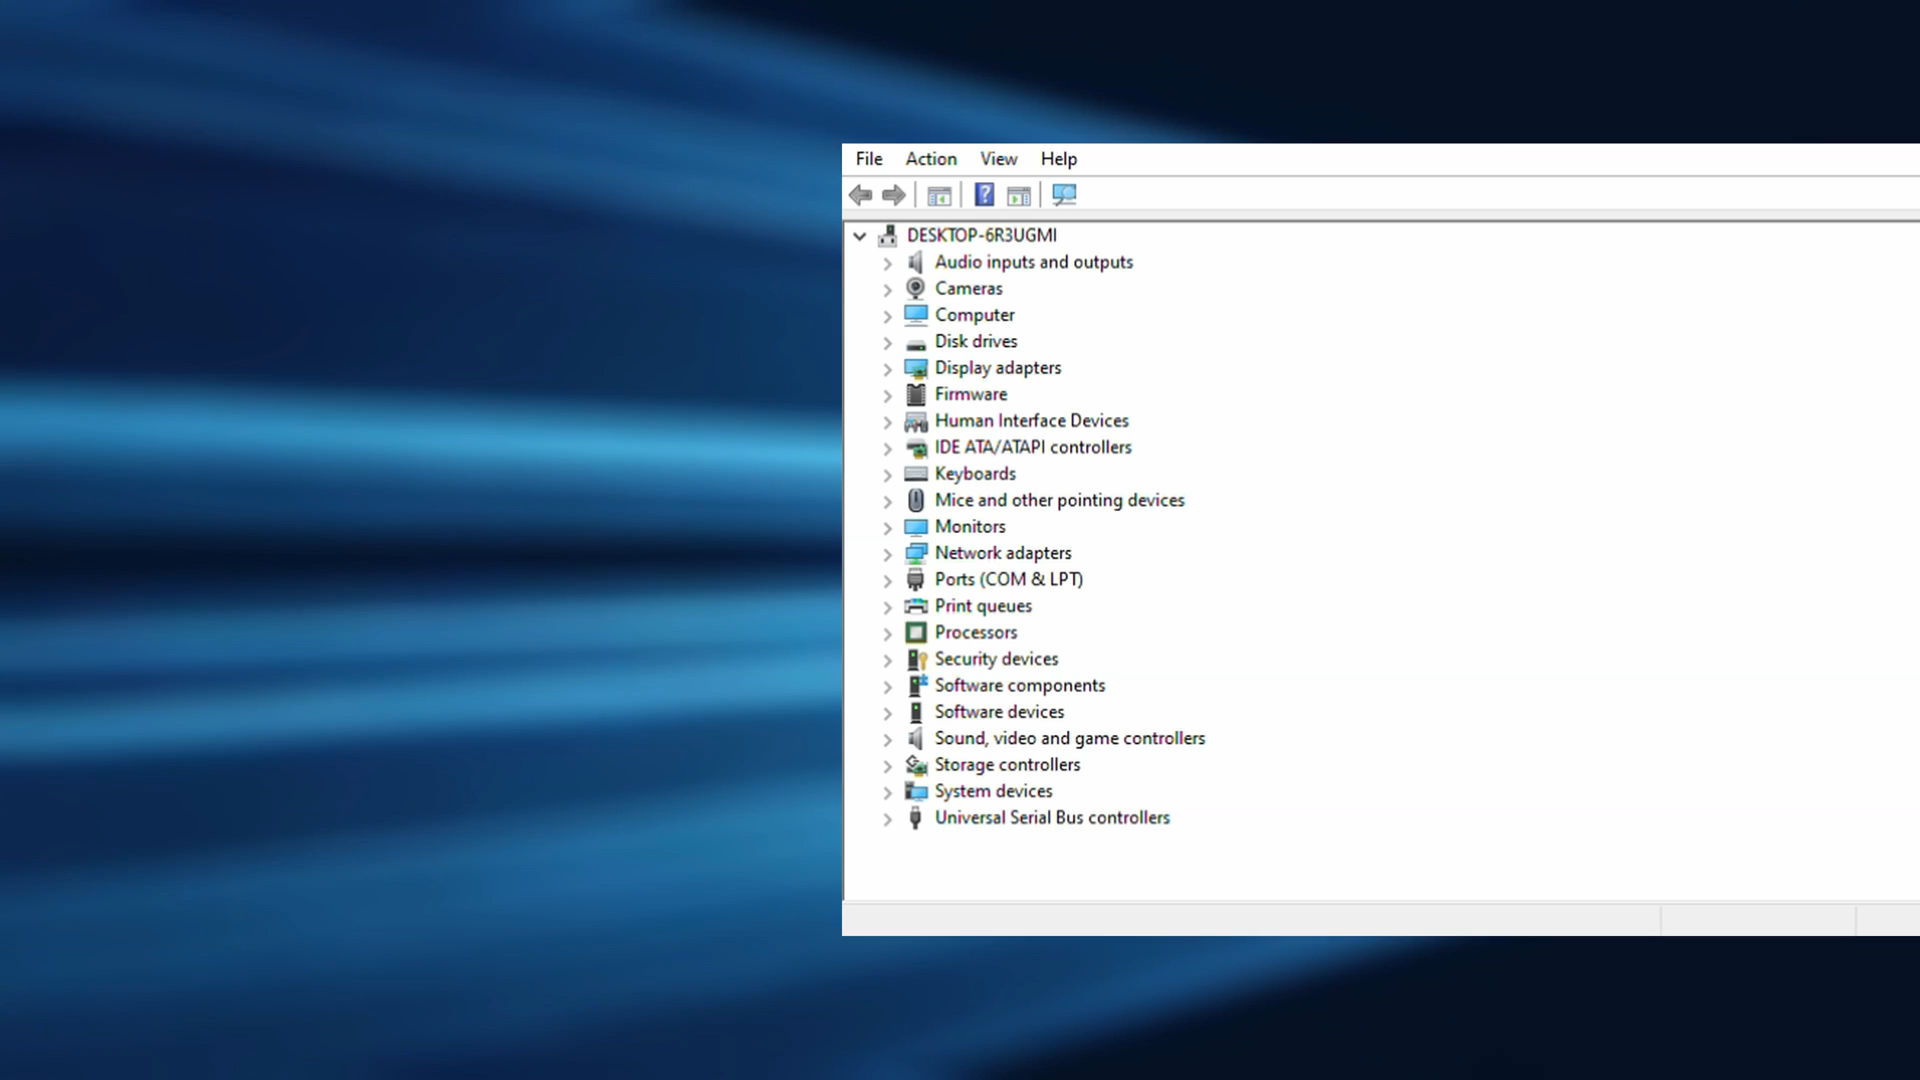 File Action View Help
DESKTOP-6R3UGMI
Audio inputs and outputs
Cameras
Computer
Disk drives
Display adapters
Firmware
Human Interface Devices
IDE ATA/ATAPI controllers
Keyboards
Mice and other pointing devices
Monitors
Network adapters
Ports (COM & LPT)
Print queues
Processors
Security devices
Software components
Software devices
Sound, video and game controllers
Storage controllers
System devices
Universal Serial Bus controllers